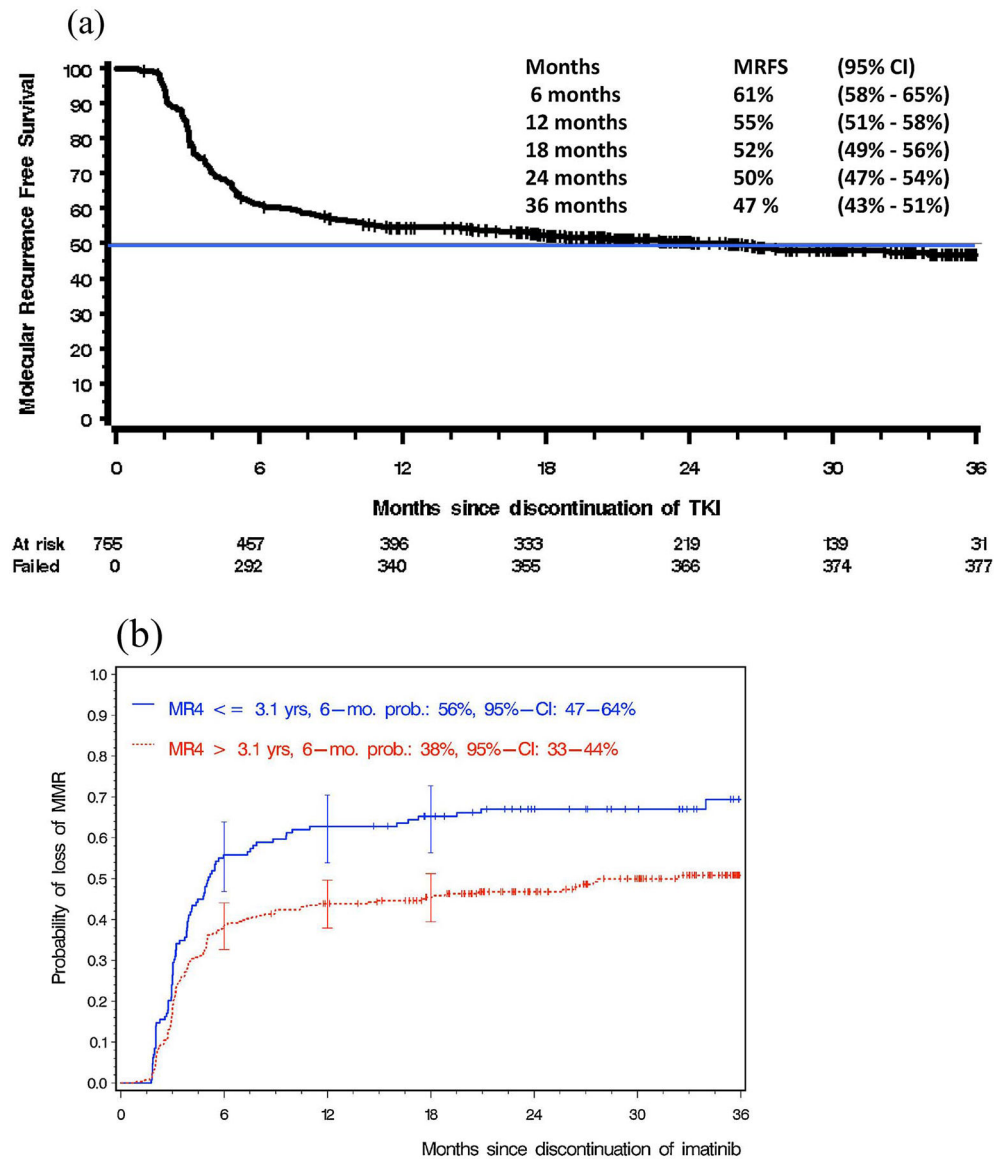 (a)
Molecular Recurrence Free Survival
100
90
80
70
60
50
40
30
20
10
0
Months MRFS (95% CI)
6 months 61% (58% - 65%)
12 months 55% (51% - 58%)
18 months 52% (49% - 56%)
24 months 50% (47% - 54%)
36 months 47 % (43% - 51%)
0 6 12 18 24 30 36
Months since discontinuation of TKI
At risk 755 457 396 333 219 139 31
Failed 0 292 340 355 366 374 377
(b)
Probability of loss of MMR
1.0
0.9
0.8
0.7
0.6
0.5
0.4
0.3
0.2
0.1
0.0
MR4 <= 3.1 yrs, 6-mo. prob.: 56%, 95%-CI: 47-64%
MR4 > 3.1 yrs, 6-mo. prob.: 38%, 95%-CI: 33-44%
0 6 12 18 24 30 36
Months since discontinuation of imatinib